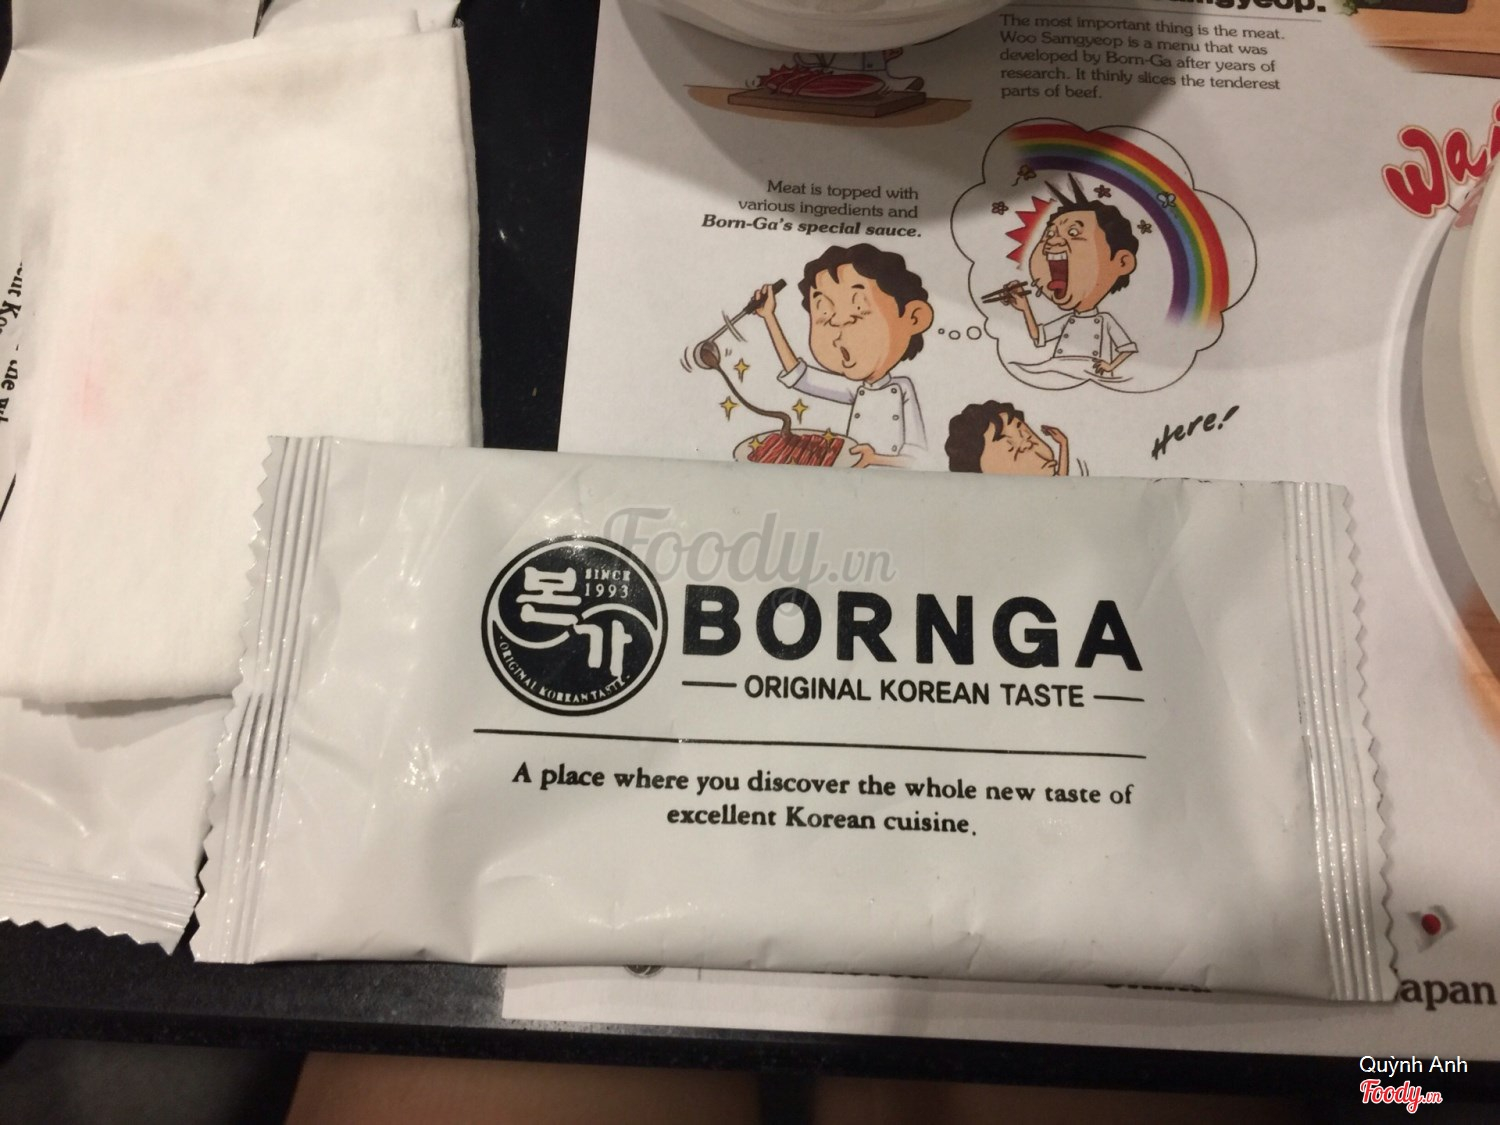 The most important thing is the meat.
Woo Samgyeop is a menu that was
developed by Born-Ga after years of
research. It thinly slices the tenderest
parts of beef.
Meat is topped with
various ingredients and
Born-Ga's special sauce.
Here!
Foody.vn
본가
SINCE
1993
ORIGINAL KOREAN TASTE
BORNGA
ORIGINAL KOREAN TASTE
A place where you discover the whole new taste of
excellent Korean cuisine.
Quỳnh Anh
Foody.vn